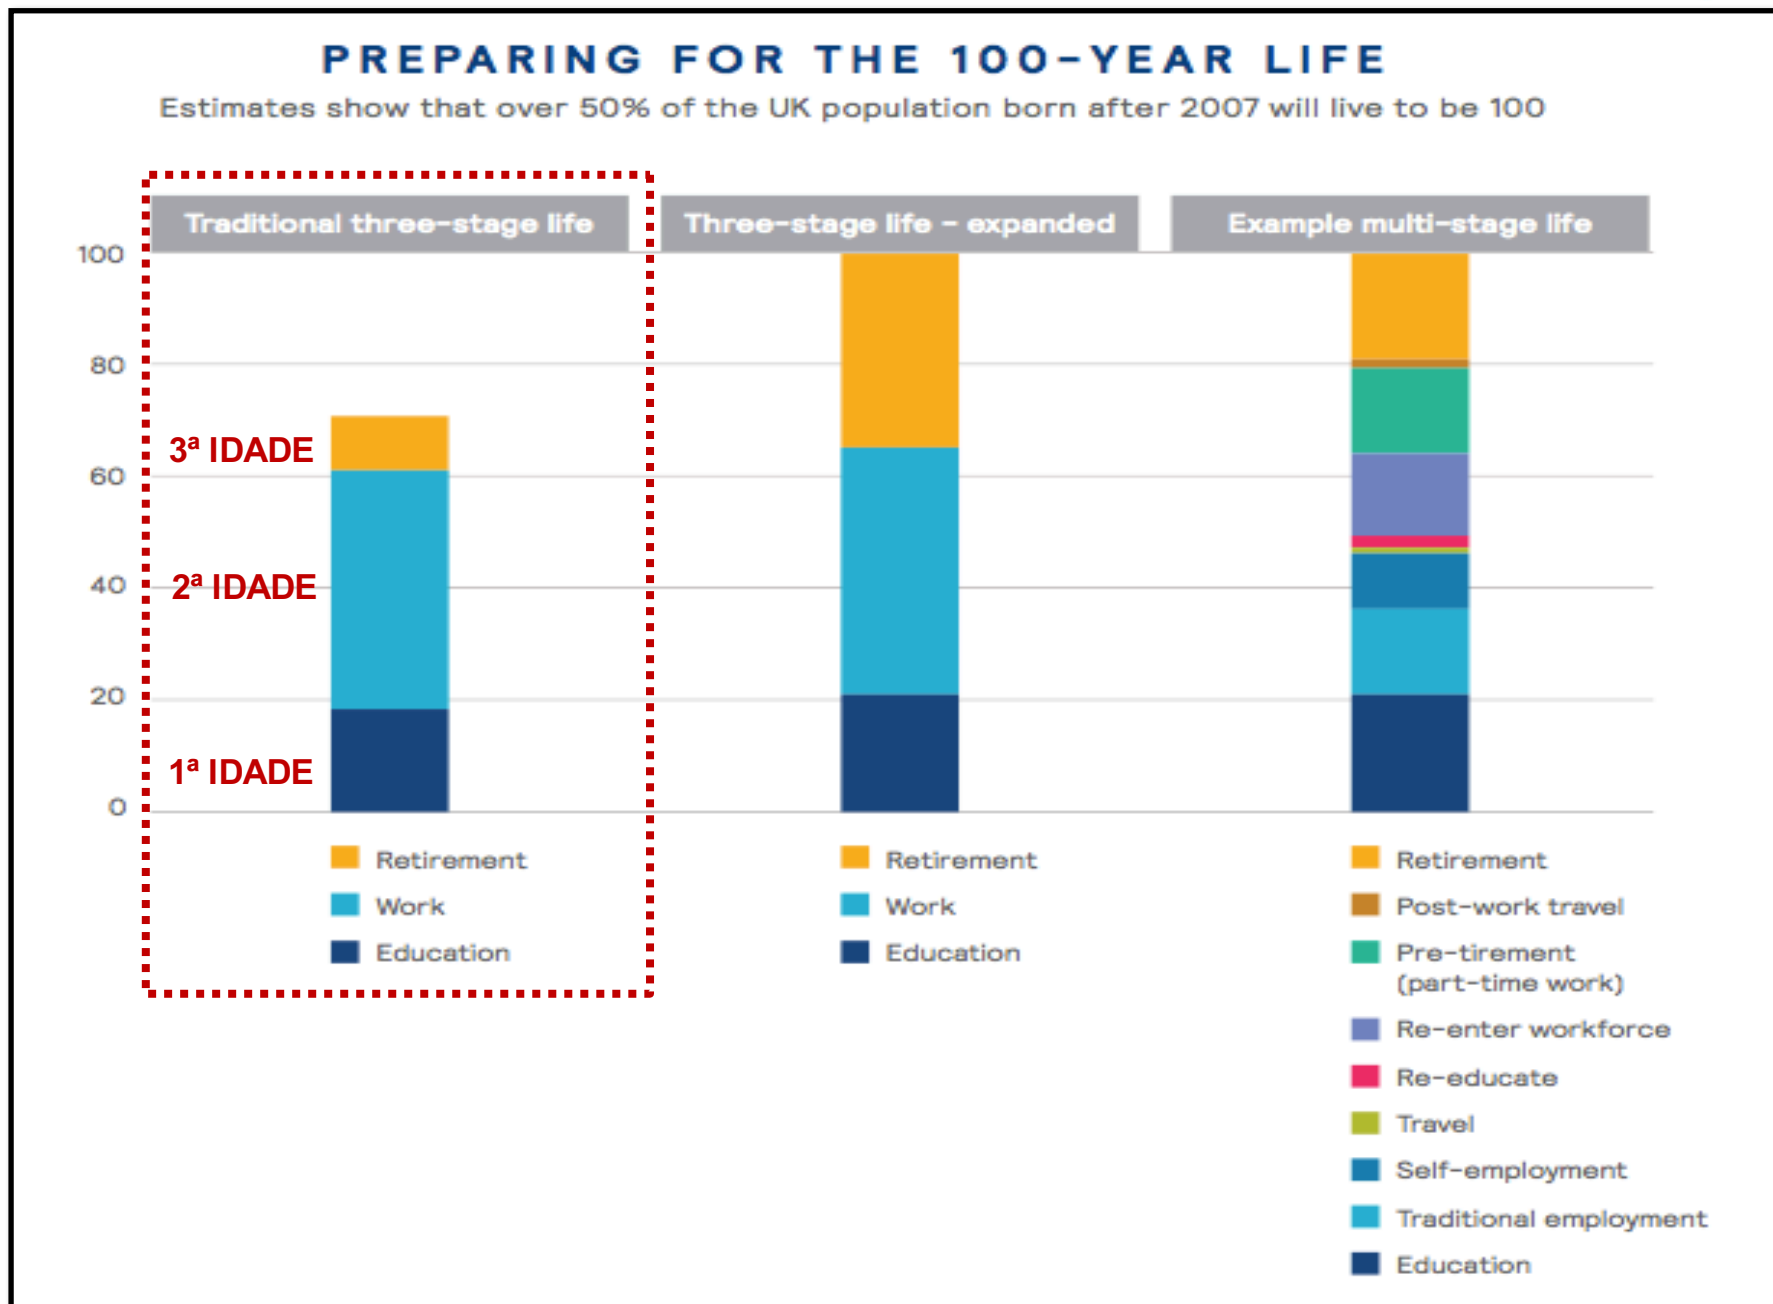 PREPARING FOR THE 100-YEAR LIFE
Estimates show that over 50% of the UK population born after 2007 will live to be 100
Traditional three-stage life
Three-stage life - expanded
Example multi-stage life
100
80
60
40
20
0
3ª IDADE
2ª IDADE
1ª IDADE
Retirement
Work
Education
Retirement
Work
Education
Retirement
Post-work travel
Pre-tirement
(part-time work)
Re-enter workforce
Re-educate
Travel
Self-employment
Traditional employment
Education